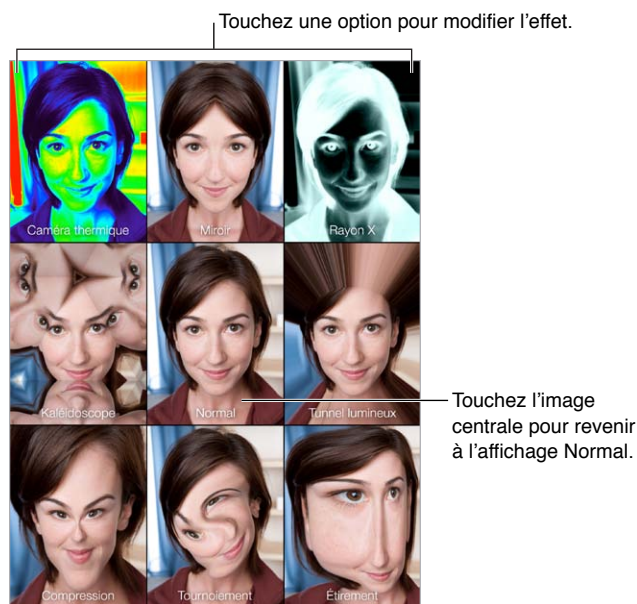 Touchez une option pour modifier l’effet.
Caméra thermique
Miroir
Rayon X
Kaléidoscope
Normal
Tunnel lumineux
Touchez l’image
centrale pour revenir
à l’affichage Normal.
Compression
Tournoiement
Étirement